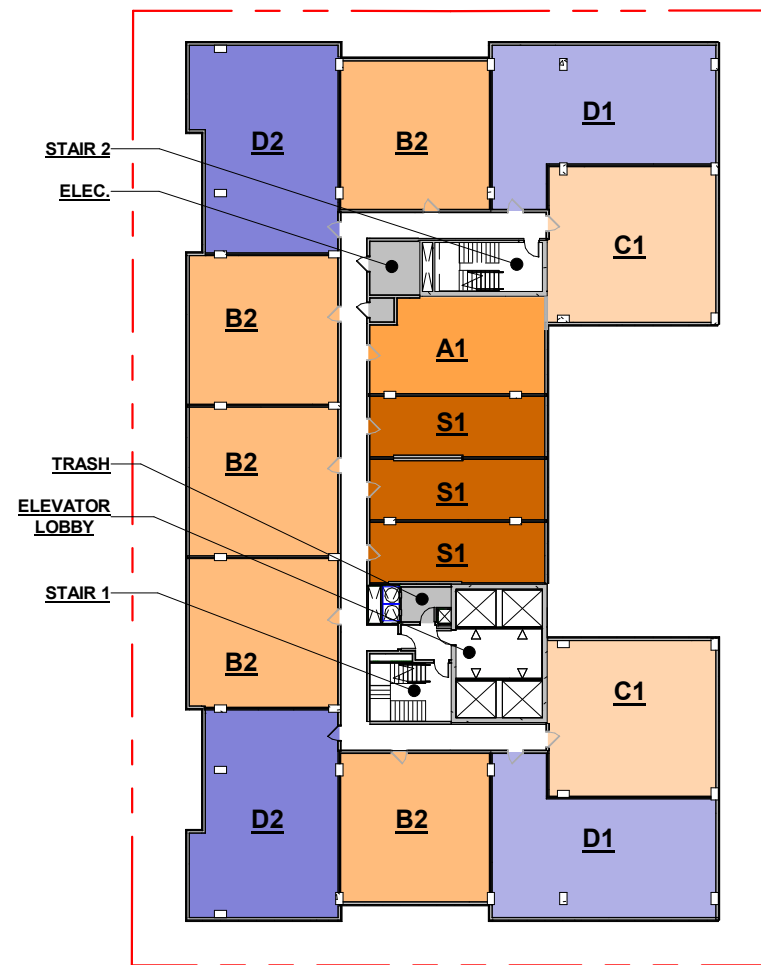 D2
B2
D1
STAIR 2
ELEC.
C1
B2
A1
S1
B2
TRASH
S1
ELEVATOR
LOBBY
S1
STAIR 1
B2
C1
D2
B2
D1